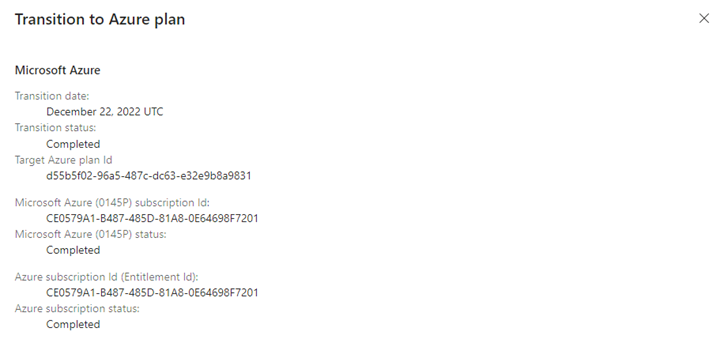 Transition to Azure plan
Microsoft Azure
Transition date:
December 22, 2022 UTC
Transition status:
Completed
Target Azure plan Id
d55b5f02-96a5-487c-dc63-e32e9b8a9831
Microsoft Azure (0145P) subscription Id:
CE0579A1-B487-485D-81A8-0E64698F7201
Microsoft Azure (0145P) status:
Completed
Azure subscription Id (Entitlement Id):
CE0579A1-B487-485D-81A8-0E64698F7201
Azure subscription status:
Completed